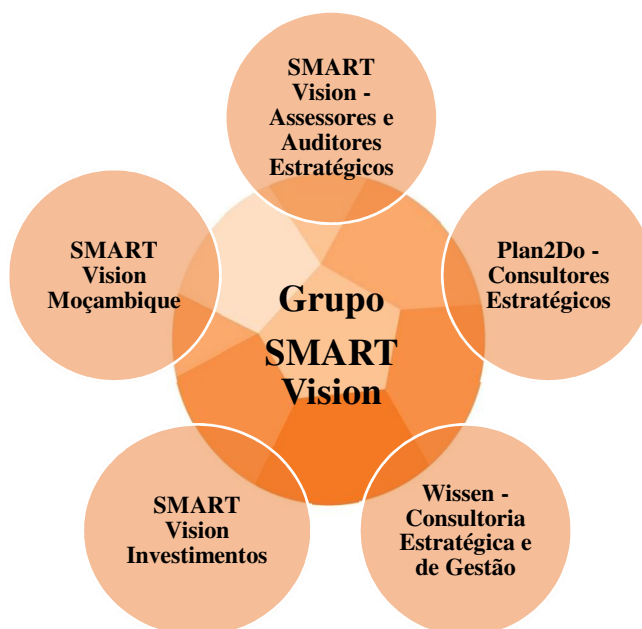 SMART
Vision -
Assessores e
Auditores
Estratégicos
SMART
Vision
Moçambique
Plan2Do -
Consultores
Estratégicos
Grupo
SMART
Vision
SMART
Vision
Investimentos
Wissen -
Consultoria
Estratégica e
de Gestão